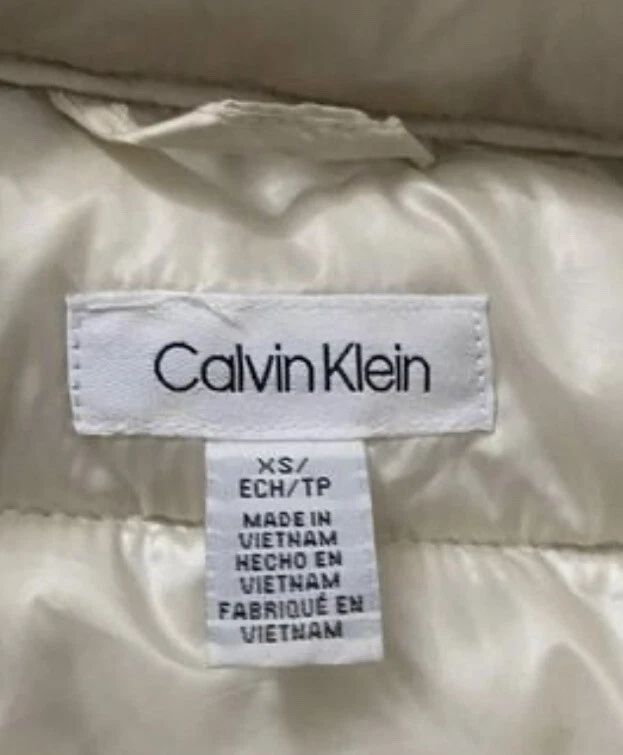 Calvin Klein
XS/
ECH/TP
MADE IN
VIETNAM
HECHO EN
VIETNAM
FABRIQUÉ EN
VIETNAM